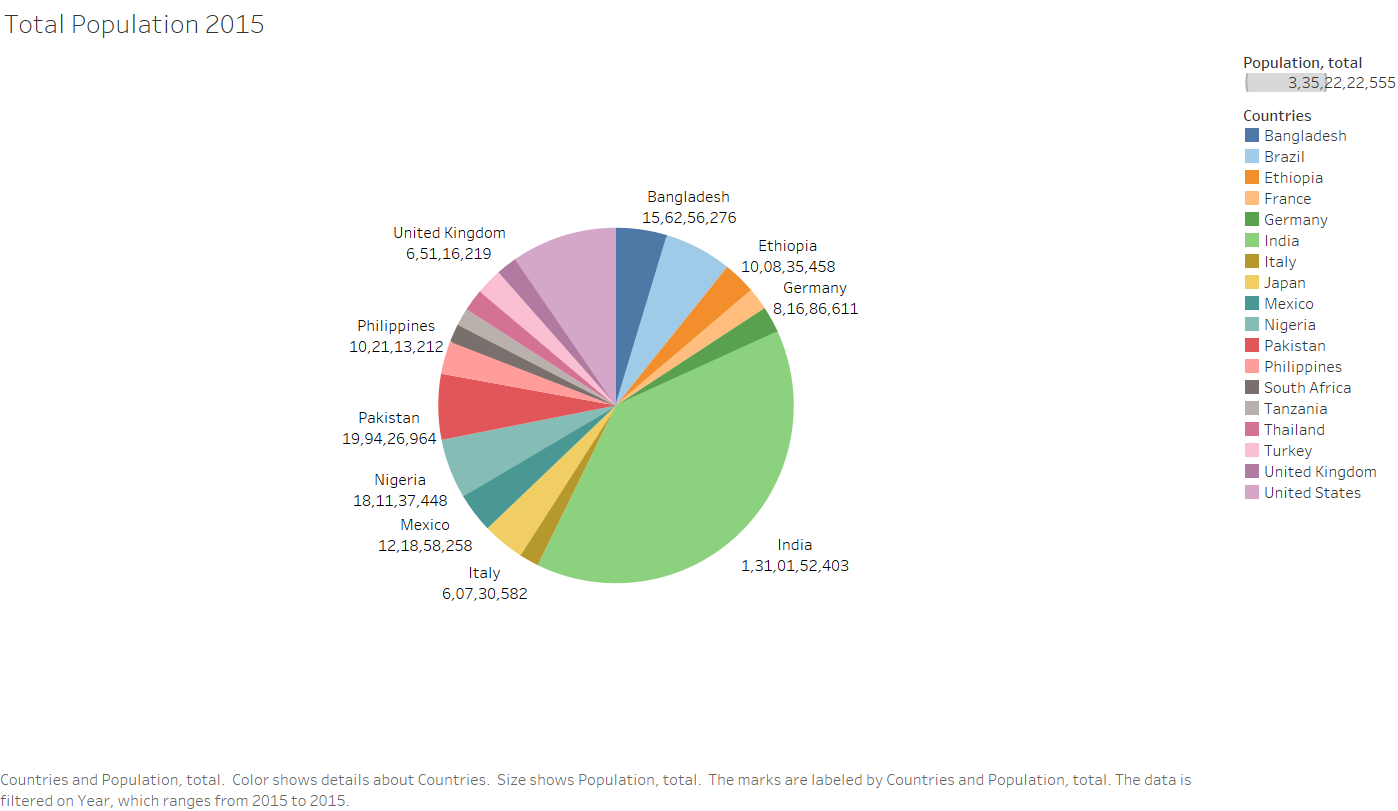 Total Population 2015
Population, total
3,35,22,22,555
Countries
Bangladesh
Brazil
Ethiopia
France
Germany
India
Italy
Japan
Mexico
Nigeria
Pakistan
Philippines
South Africa
Tanzania
Thailand
Turkey
United Kingdom
United States
Bangladesh
15,62,56,276
United Kingdom
6,51,16,219
Ethiopia
10,08,35,458
Germany
8,16,86,611
Philippines
10,21,13,212
Pakistan
19,94,26,964
Nigeria
18,11,37,448
Mexico
12,18,58,258
India
1,31,01,52,403
Italy
6,07,30,582
Countries and Population, total.  Color shows details about Countries.  Size shows Population, total.  The marks are labeled by Countries and Population, total. The data is
filtered on Year, which ranges from 2015 to 2015.